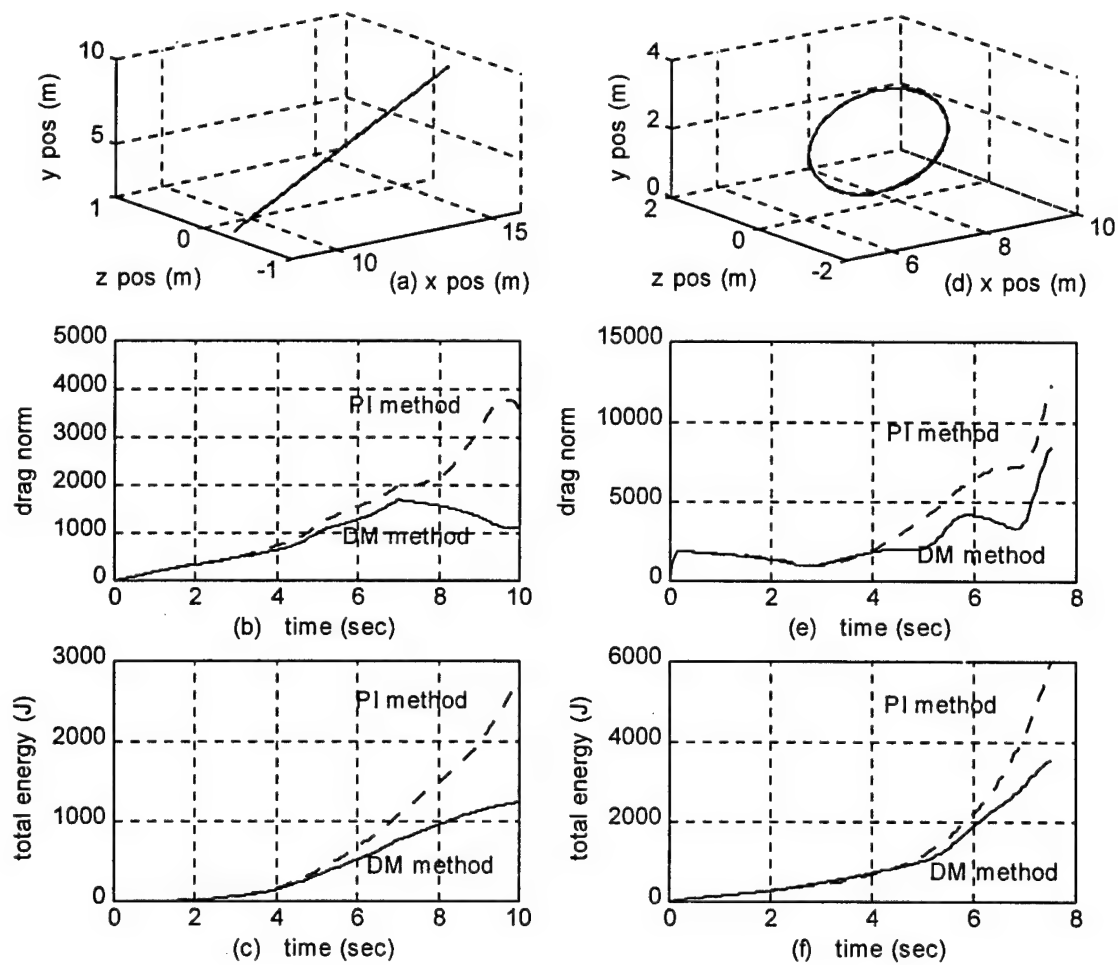 10
5
1
y pos (m)
0
-1
z pos (m)
10
15
(a) x pos (m)
4
2
0
y pos (m)
2
0
-2
z pos (m)
6
8
10
(d) x pos (m)
5000
4000
3000
2000
1000
0
drag norm
PI method
DM method
0 2 4 6 8 10
(b) time (sec)
15000
10000
5000
0
drag norm
PI method
DM method
0 2 4 6 8
(e) time (sec)
3000
2000
1000
0
total energy (J)
PI method
DM method
0 2 4 6 8 10
(c) time (sec)
6000
4000
2000
0
total energy (J)
PI method
DM method
0 2 4 6 8
(f) time (sec)